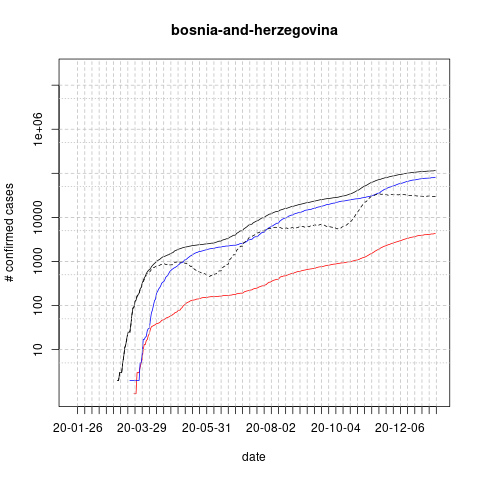 bosnia-and-herzegovina
# confirmed cases
1e+06
10000
1000
100
10
20-01-26 20-03-29 20-05-31 20-08-02 20-10-04 20-12-06
date